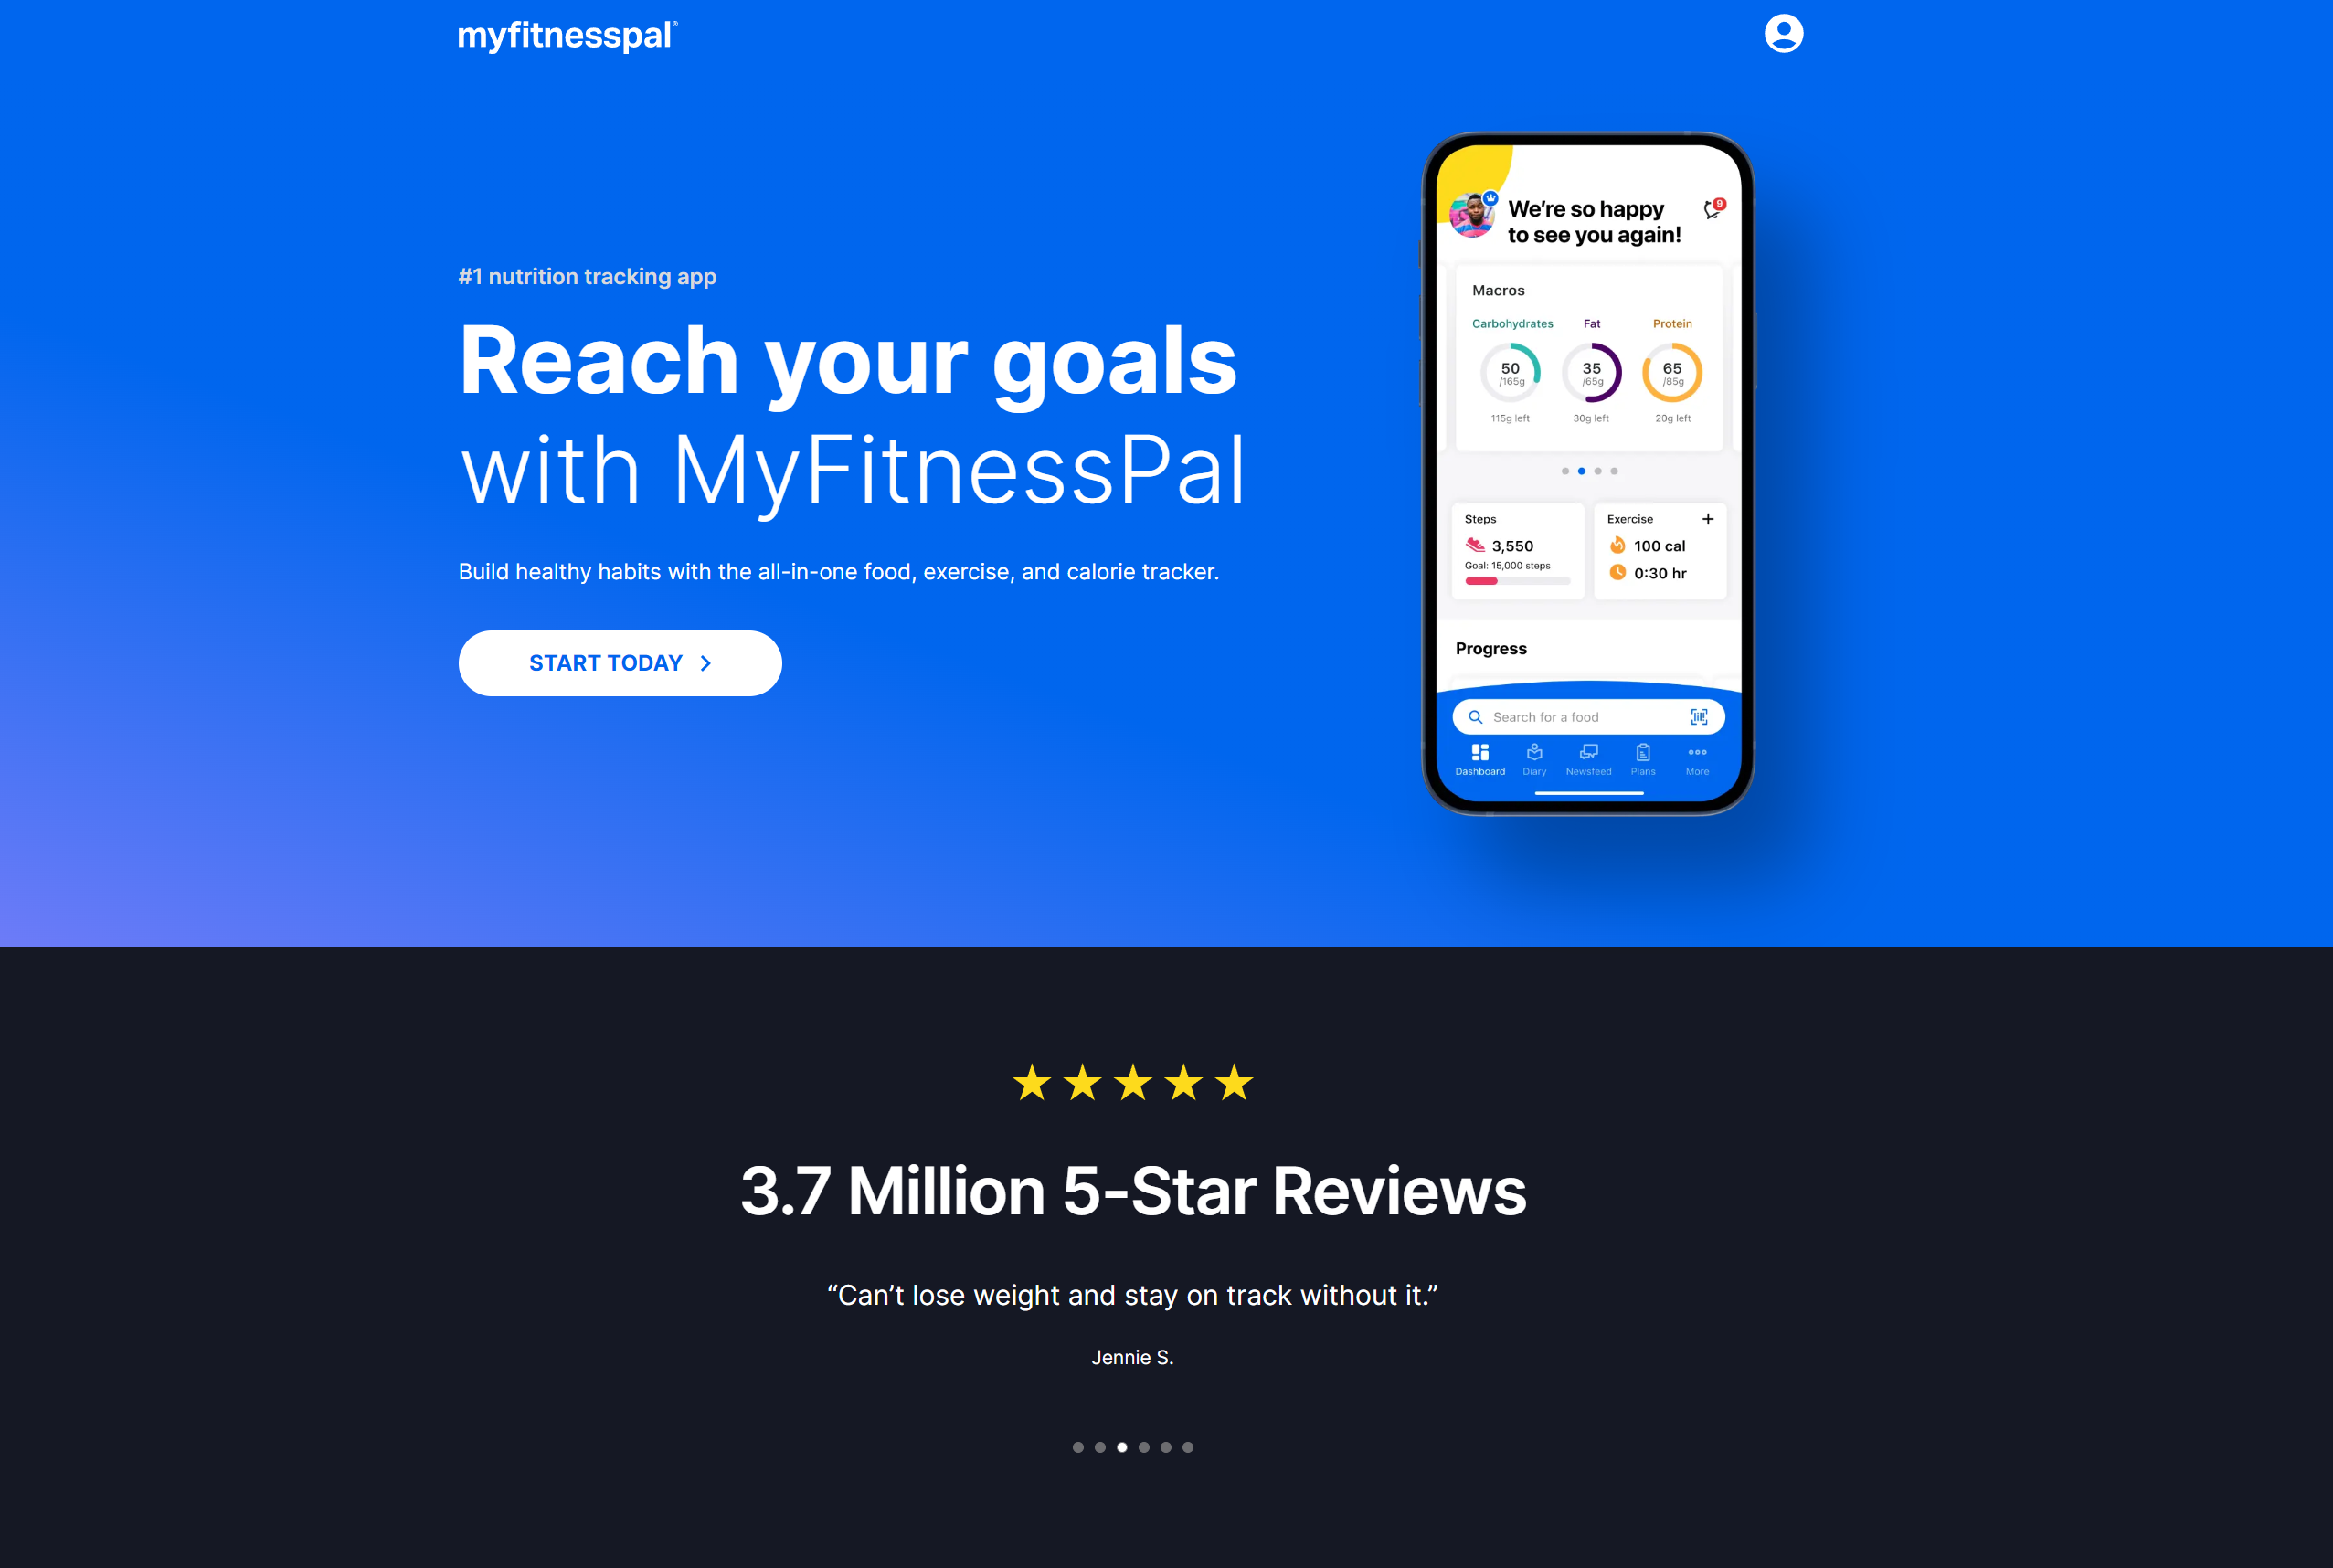 myfitnesspal®
#1 nutrition tracking app
Reach your goals
with MyFitnessPal
Build healthy habits with the all-in-one food, exercise, and calorie tracker.
START TODAY
We're so happy
to see you again!
9
Macros
Carbohydrates Fat Protein
50 35 65
/165g /65g /85g
115g left 30g left 20g left
Steps
3,550
Goal: 15,000 steps
Exercise +
100 cal
0:30 hr
Progress
Search for a food
Dashboard Diary Newsfeed Plans More
3.7 Million 5-Star Reviews
“Can’t lose weight and stay on track without it.”
Jennie S.